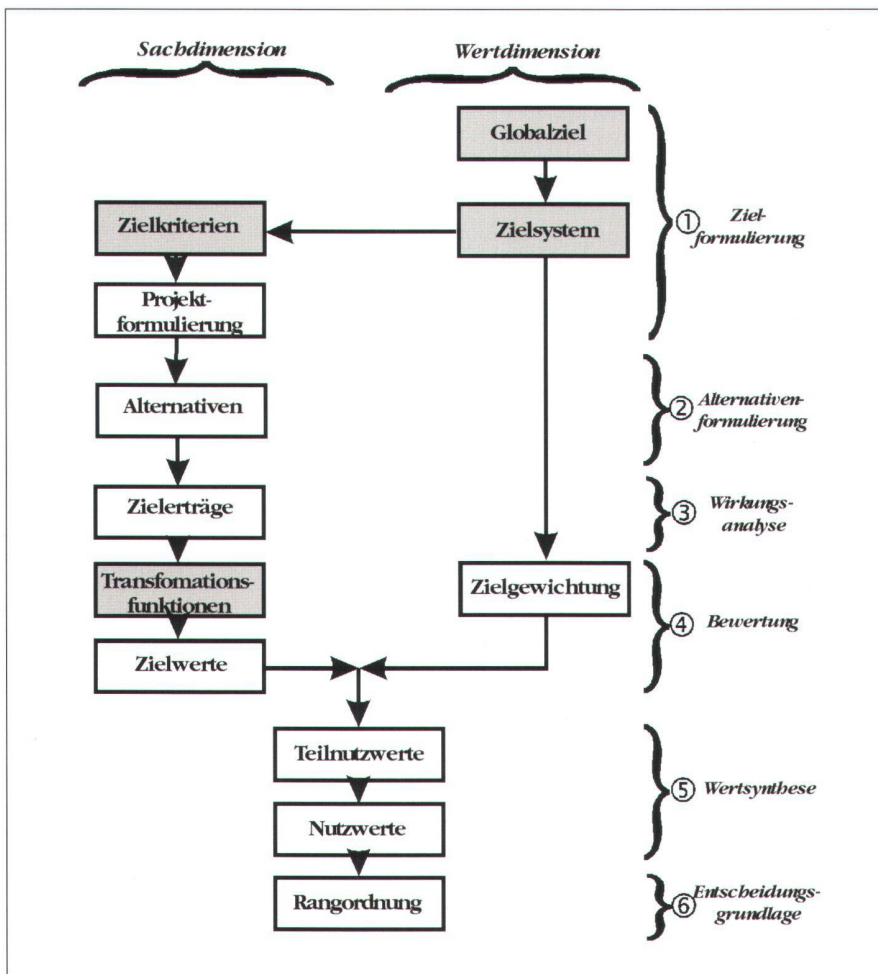 Sachdimension
Wertdimension
Globalziel
Zielkriterien
Zielsystem
① Ziel-
formulierung
Projekt-
formulierung
Alternativen
② Alternativen-
formulierung
Zielerträge
③ Wirkungs-
analyse
Transfomations-
funktionen
Zielgewichtung
④ Bewertung
Zielwerte
Teilnutzwerte
⑤ Wertsynthese
Nutzwerte
Rangordnung
⑥ Entscheidungs-
grundlage